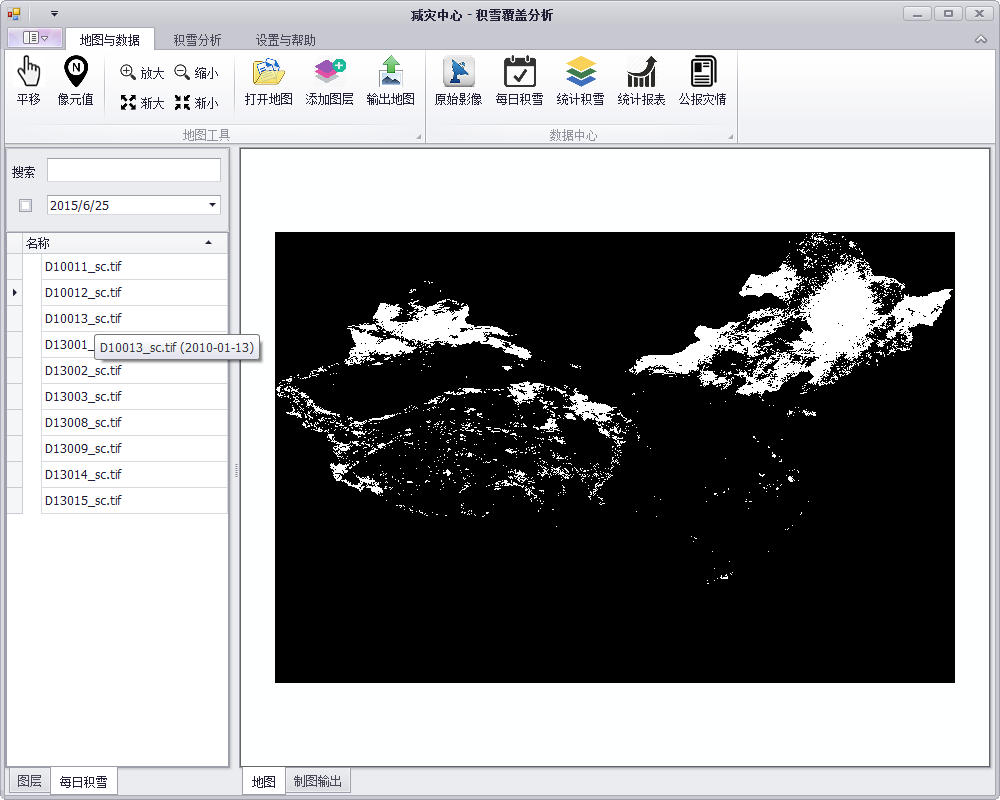 减灾中心 - 积雪覆盖分析
地图与数据 积雪分析 设置与帮助
平移 像元值 放大 缩小 渐大 渐小 打开地图 添加图层 输出地图 原始影像 每日积雪 统计积雪 统计报表 公报灾情
地图工具 数据中心
搜索
2015/6/25
名称
D10011_sc.tif
D10012_sc.tif
D10013_sc.tif
D13001_
D10013_sc.tif (2010-01-13)
D13002_sc.tif
D13003_sc.tif
D13008_sc.tif
D13009_sc.tif
D13014_sc.tif
D13015_sc.tif
图层 每日积雪 地图 制图输出